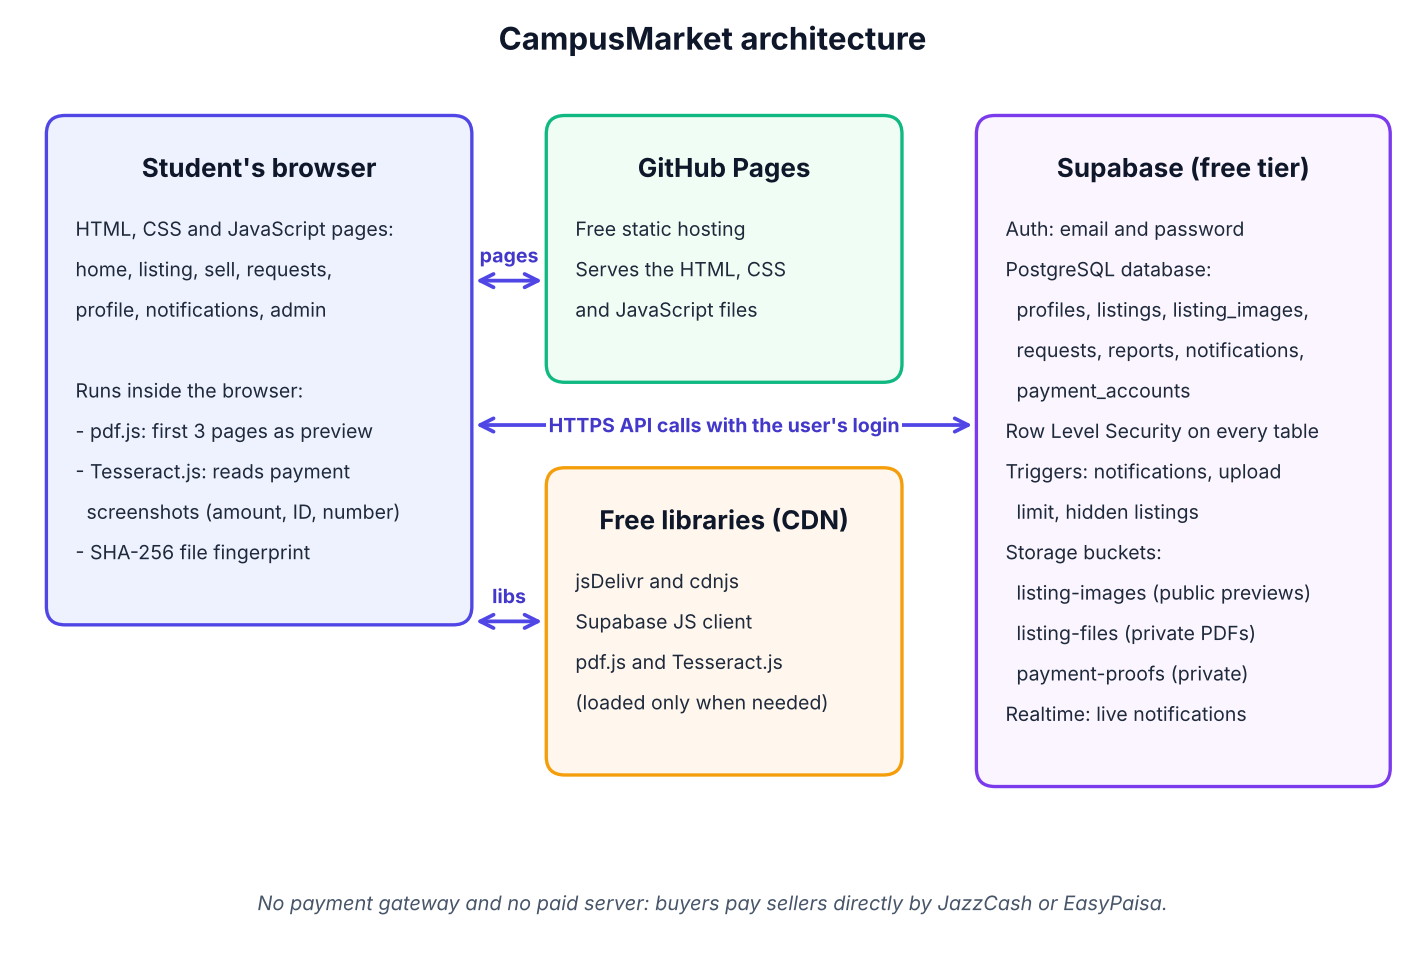 CampusMarket architecture
Student's browser
HTML, CSS and JavaScript pages:
home, listing, sell, requests,
profile, notifications, admin
Runs inside the browser:
- pdf.js: first 3 pages as preview
- Tesseract.js: reads payment
screenshots (amount, ID, number)
- SHA-256 file fingerprint
pages
GitHub Pages
Free static hosting
Serves the HTML, CSS
and JavaScript files
HTTPS API calls with the user's login
libs
Free libraries (CDN)
jsDelivr and cdnjs
Supabase JS client
pdf.js and Tesseract.js
(loaded only when needed)
Supabase (free tier)
Auth: email and password
PostgreSQL database:
profiles, listings, listing_images,
requests, reports, notifications,
payment_accounts
Row Level Security on every table
Triggers: notifications, upload
limit, hidden listings
Storage buckets:
listing-images (public previews)
listing-files (private PDFs)
payment-proofs (private)
Realtime: live notifications
No payment gateway and no paid server: buyers pay sellers directly by JazzCash or EasyPaisa.